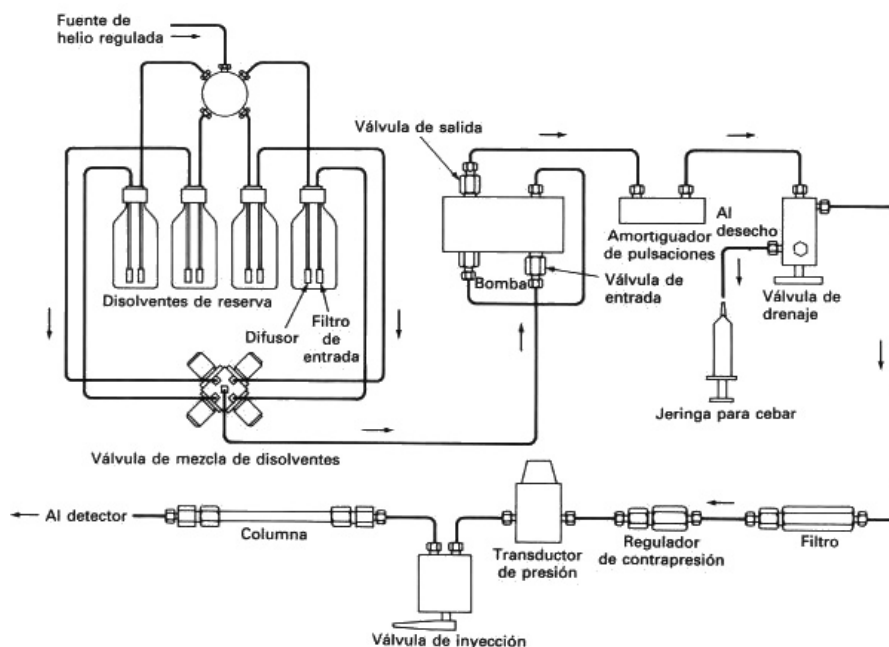 Fuente de
helio regulada
Válvula de salida
Al
desecho
Amortiguador
de pulsaciones
Bomba
Válvula de
entrada
Válvula de
drenaje
Disolventes de reserva
Difusor
Filtro
de
entrada
Jeringa para cebar
Válvula de mezcla de disolventes
Al detector
Columna
Transductor
de presión
Regulador
de contrapresión
Filtro
Válvula de inyección